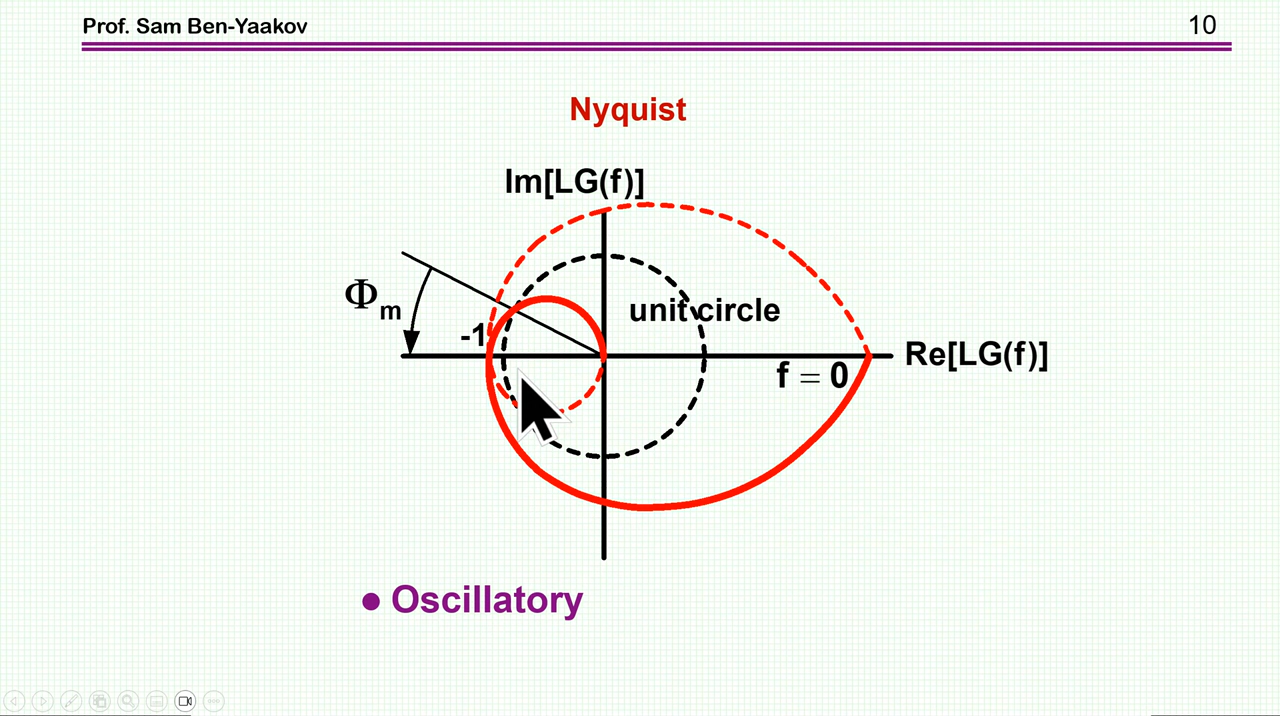 Prof. Sam Ben-Yaakov
10
Nyquist
Im[LG(f)]
Φm
unit circle
-1
Re[LG(f)]
f = 0
● Oscillatory